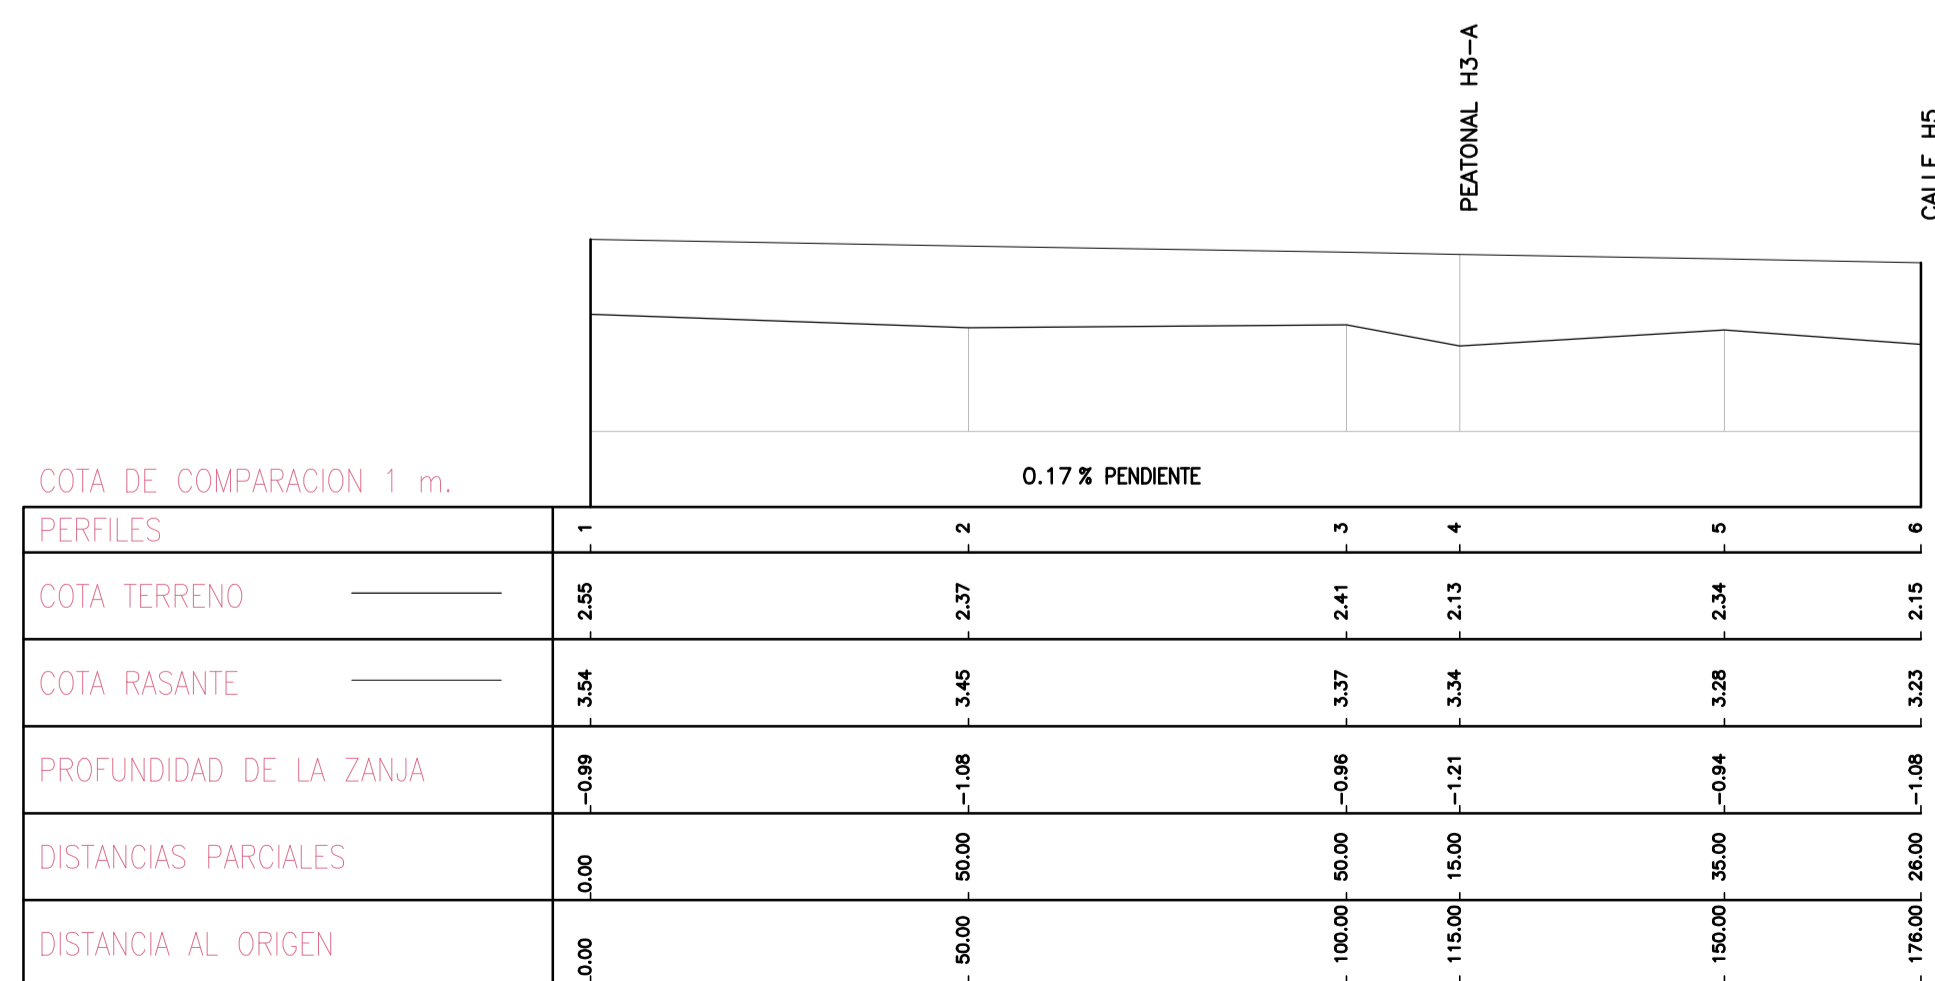 PEATONAL H3-A
CALLE H5
COTA DE COMPARACION 1 m.
0.17 % PENDIENTE
PERFILES 1 2 3 4 5 6
COTA TERRENO 2.55 2.37 2.41 2.13 2.34 2.15
COTA RASANTE 3.54 3.45 3.37 3.34 3.28 3.23
PROFUNDIDAD DE LA ZANJA -0.99 -1.08 -0.96 -1.21 -0.94 -1.08
DISTANCIAS PARCIALES 0.00 50.00 50.00 15.00 35.00 26.00
DISTANCIA AL ORIGEN 0.00 50.00 100.00 115.00 150.00 176.00